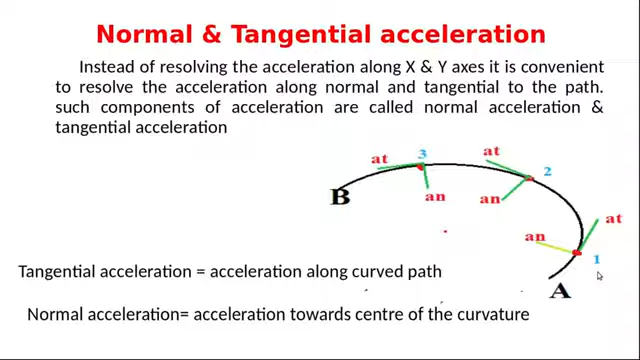 Normal & Tangential acceleration
Instead of resolving the acceleration along X & Y axes it is convenient
to resolve the acceleration along normal and tangential to the path.
such components of acceleration are called normal acceleration &
tangential acceleration
at 3 at 2
B an an
at
an 1
A
Tangential acceleration = acceleration along curved path
Normal acceleration= acceleration towards centre of the curvature